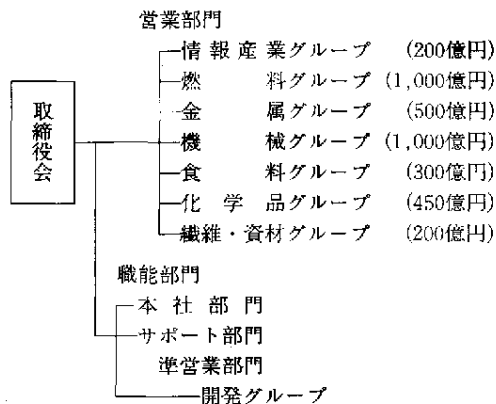 営業部門
情報産業グループ (200億円)
燃料グループ (1,000億円)
金属グループ (500億円)
取締役会
機械グループ (1,000億円)
食料グループ (300億円)
化学品グループ (450億円)
繊維・資材グループ (200億円)
職能部門
本社部門
サポート部門
準営業部門
開発グループ